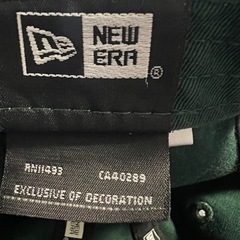 NEW
ERA
®
RN11493 CA40289
EXCLUSIVE OF DECORATION